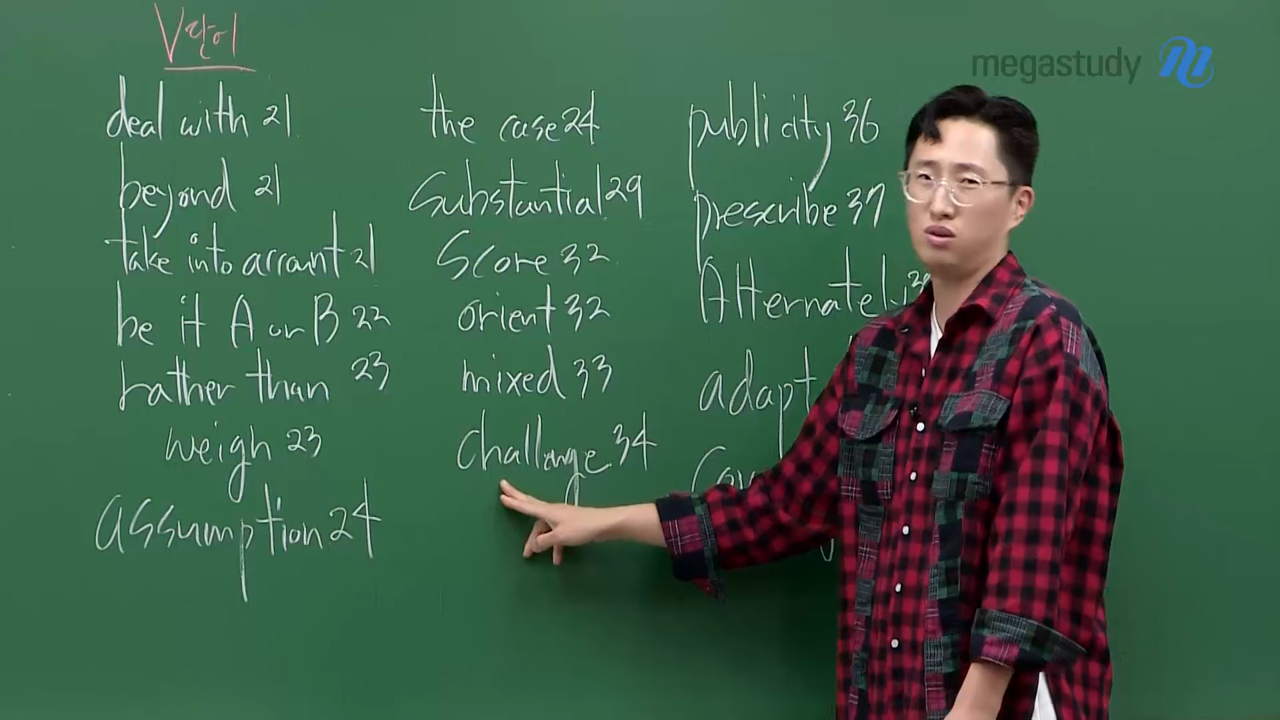 megastudy
V단어
deal with 21
beyond 21
take into arrant 21
be it A or B 22
rather than 23
weigh 23
assumption 24
the case 24
substantial 29
Score 32
orient 32
mixed 33
challenge 34
publicity 36
prescribe 37
Alternatel
adapt